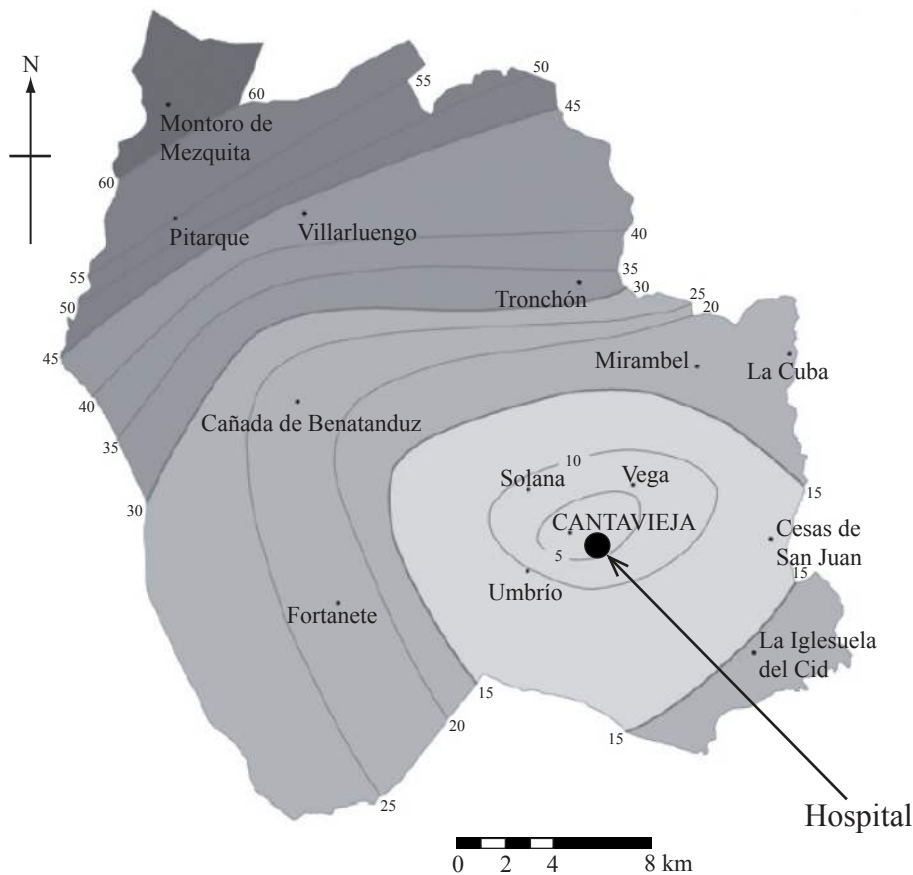 N
60
55
50
45
Montoro de
Mezquita
60
Pitarque
Villarluengo
40
55
35
50
Tronchón
30
25
20
45
Mirambel
La Cuba
40
Cañada de Benatanduz
35
10
Solana
Vega
15
30
CANTAVIEJA
Cesas de
San Juan
5
15
Umbrío
Fortanete
La Iglesuela
del Cid
15
20
15
25
Hospital
0 2 4 8 km